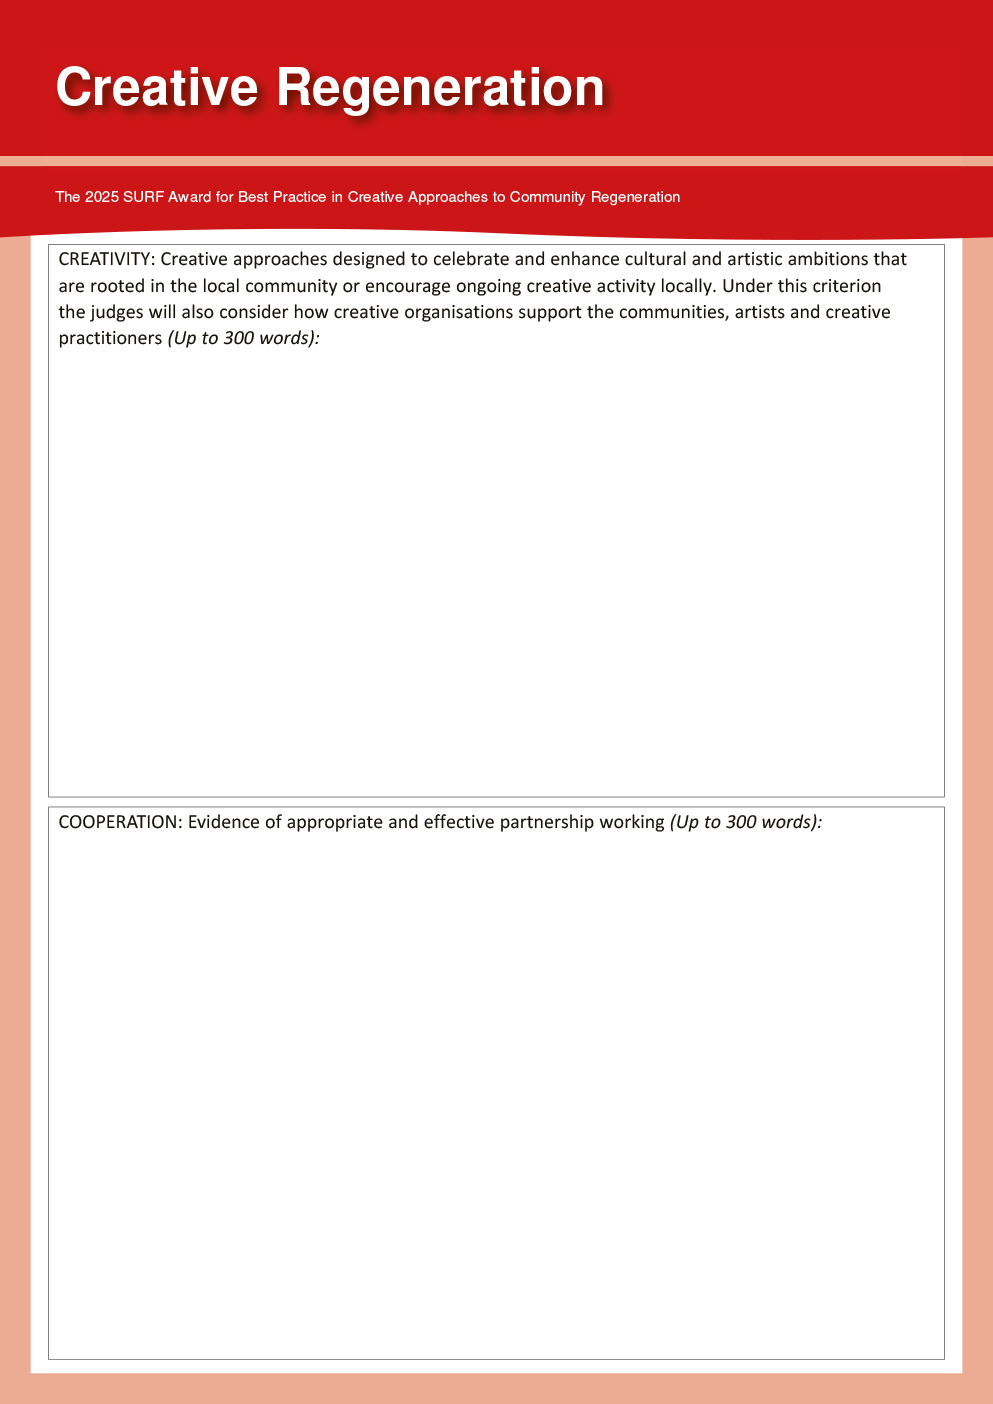 Creative Regeneration
The 2025 SURF Award for Best Practice in Creative Approaches to Community Regeneration
CREATIVITY: Creative approaches designed to celebrate and enhance cultural and artistic ambitions that
are rooted in the local community or encourage ongoing creative activity locally. Under this criterion
the judges will also consider how creative organisations support the communities, artists and creative
practitioners (Up to 300 words):
COOPERATION: Evidence of appropriate and effective partnership working (Up to 300 words):